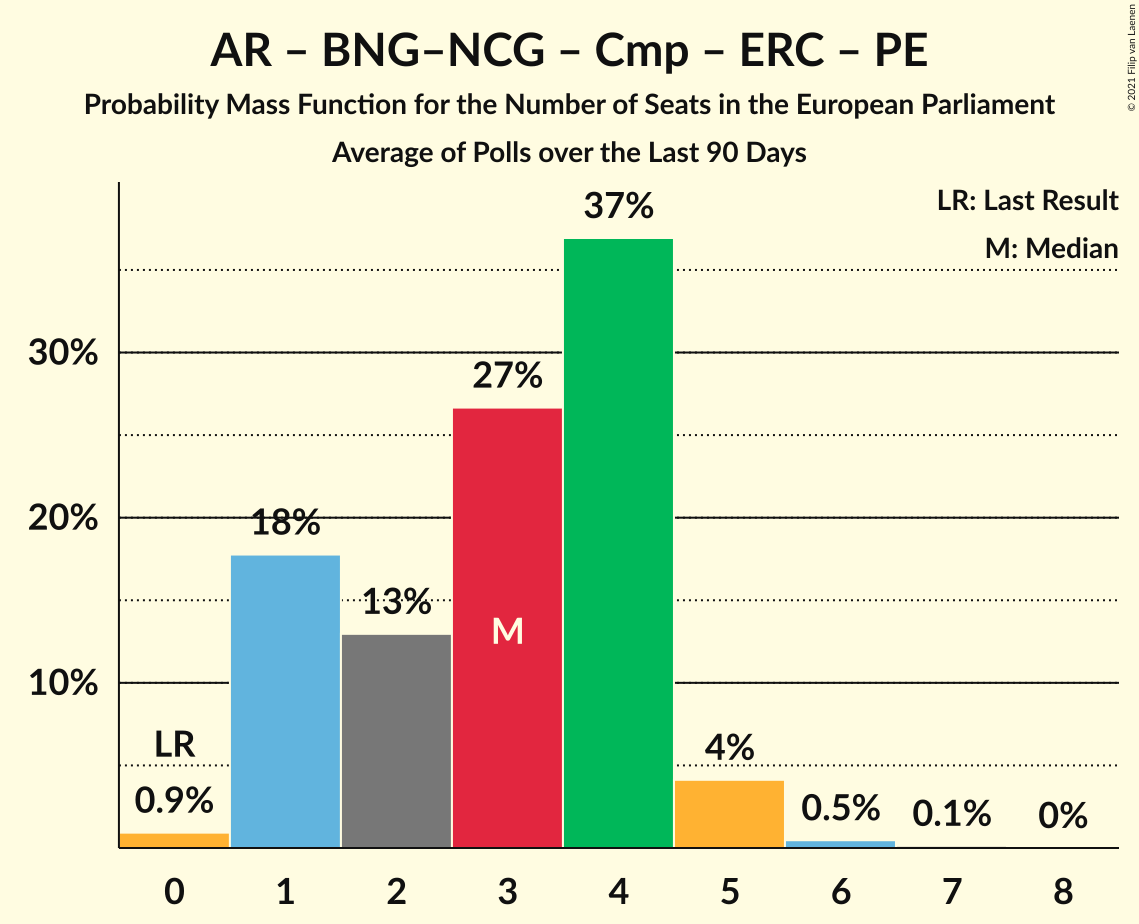 AR – BNG–NCG – Cmp – ERC – PE
Probability Mass Function for the Number of Seats in the European Parliament
Average of Polls over the Last 90 Days
© 2021 Filip van Laenen
LR: Last Result
M: Median
37%
30%
27%
20%
18%
13%
M
10%
LR
4%
0.9%
0.5%
0.1%
0%
0 1 2 3 4 5 6 7 8